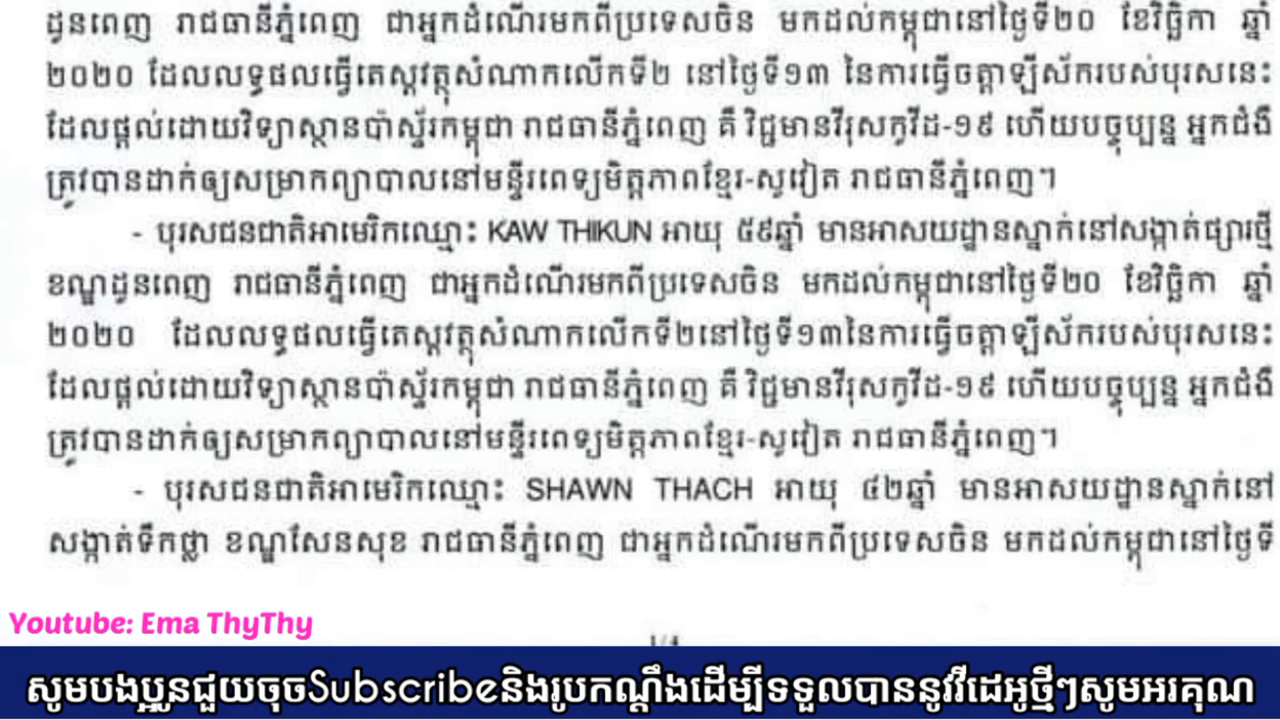 ដូនពេញ រាជធានីភ្នំពេញ ជាអ្នកដំណើរមកពីប្រទេសចិន មកដល់កម្ពុជានៅថ្ងៃទី២០ ខែវិច្ឆិកា ឆ្នាំ
២០២០ ដែលលទ្ធផលធ្វើតេស្តវត្ថុសំណាកលើកទី២ នៅថ្ងៃទី១៣ នៃការធ្វើចត្តាឡីស័ករបស់បុរសនេះ
ដែលផ្តល់ដោយវិទ្យាស្ថានប៉ាស្ទ័រកម្ពុជា រាជធានីភ្នំពេញ គឺ វិជ្ជមានវីរុសកូវីដ-១៩ ហើយបច្ចុប្បន្ន អ្នកជំងឺ
ត្រូវបានដាក់ឲ្យសម្រាកព្យាបាលនៅមន្ទីរពេទ្យមិត្តភាពខ្មែរ-សូវៀត រាជធានីភ្នំពេញ។
- បុរសជនជាតិអាមេរិកឈ្មោះ KAW THIKUN អាយុ ៥៩ឆ្នាំ មានអាសយដ្ឋានស្នាក់នៅសង្កាត់ផ្សារថ្មី
ខណ្ឌដូនពេញ រាជធានីភ្នំពេញ ជាអ្នកដំណើរមកពីប្រទេសចិន មកដល់កម្ពុជានៅថ្ងៃទី២០ ខែវិច្ឆិកា ឆ្នាំ
២០២០ ដែលលទ្ធផលធ្វើតេស្តវត្ថុសំណាកលើកទី២នៅថ្ងៃទី១៣នៃការធ្វើចត្តាឡីស័ករបស់បុរសនេះ
ដែលផ្តល់ដោយវិទ្យាស្ថានប៉ាស្ទ័រកម្ពុជា រាជធានីភ្នំពេញ គឺ វិជ្ជមានវីរុសកូវីដ-១៩ ហើយបច្ចុប្បន្ន អ្នកជំងឺ
ត្រូវបានដាក់ឲ្យសម្រាកព្យាបាលនៅមន្ទីរពេទ្យមិត្តភាពខ្មែរ-សូវៀត រាជធានីភ្នំពេញ។
- បុរសជនជាតិអាមេរិកឈ្មោះ SHAWN THACH អាយុ ៤២ឆ្នាំ មានអាសយដ្ឋានស្នាក់នៅ
សង្កាត់ទឹកថ្លា ខណ្ឌសែនសុខ រាជធានីភ្នំពេញ ជាអ្នកដំណើរមកពីប្រទេសចិន មកដល់កម្ពុជានៅថ្ងៃទី
Youtube: Ema ThyThy
1/4
សូមបងប្អូនជួយចុចSubscribeនិងរូបកណ្ដឹងដើម្បីទទួលបាននូវវីដេអូថ្មីៗសូមអរគុណ